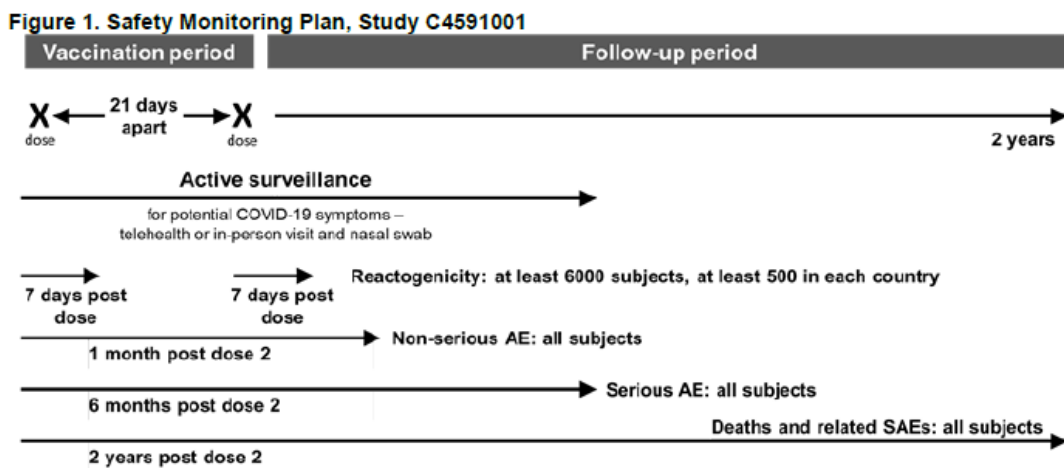 Figure 1. Safety Monitoring Plan, Study C4591001
Vaccination period
Follow-up period
X
dose
21 days
apart
X
dose
2 years
Active surveillance
for potential COVID-19 symptoms –
telehealth or in-person visit and nasal swab
7 days post
dose
7 days post
dose
Reactogenicity: at least 6000 subjects, at least 500 in each country
Non-serious AE: all subjects
1 month post dose 2
Serious AE: all subjects
6 months post dose 2
Deaths and related SAEs: all subjects
2 years post dose 2